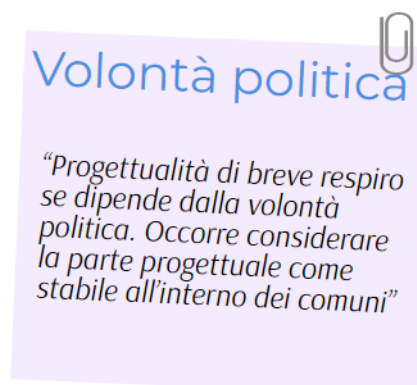 Volontà politica
“Progettualità di breve respiro
se dipende dalla volontà
politica. Occorre considerare
la parte progettuale come
stabile all’interno dei comuni”